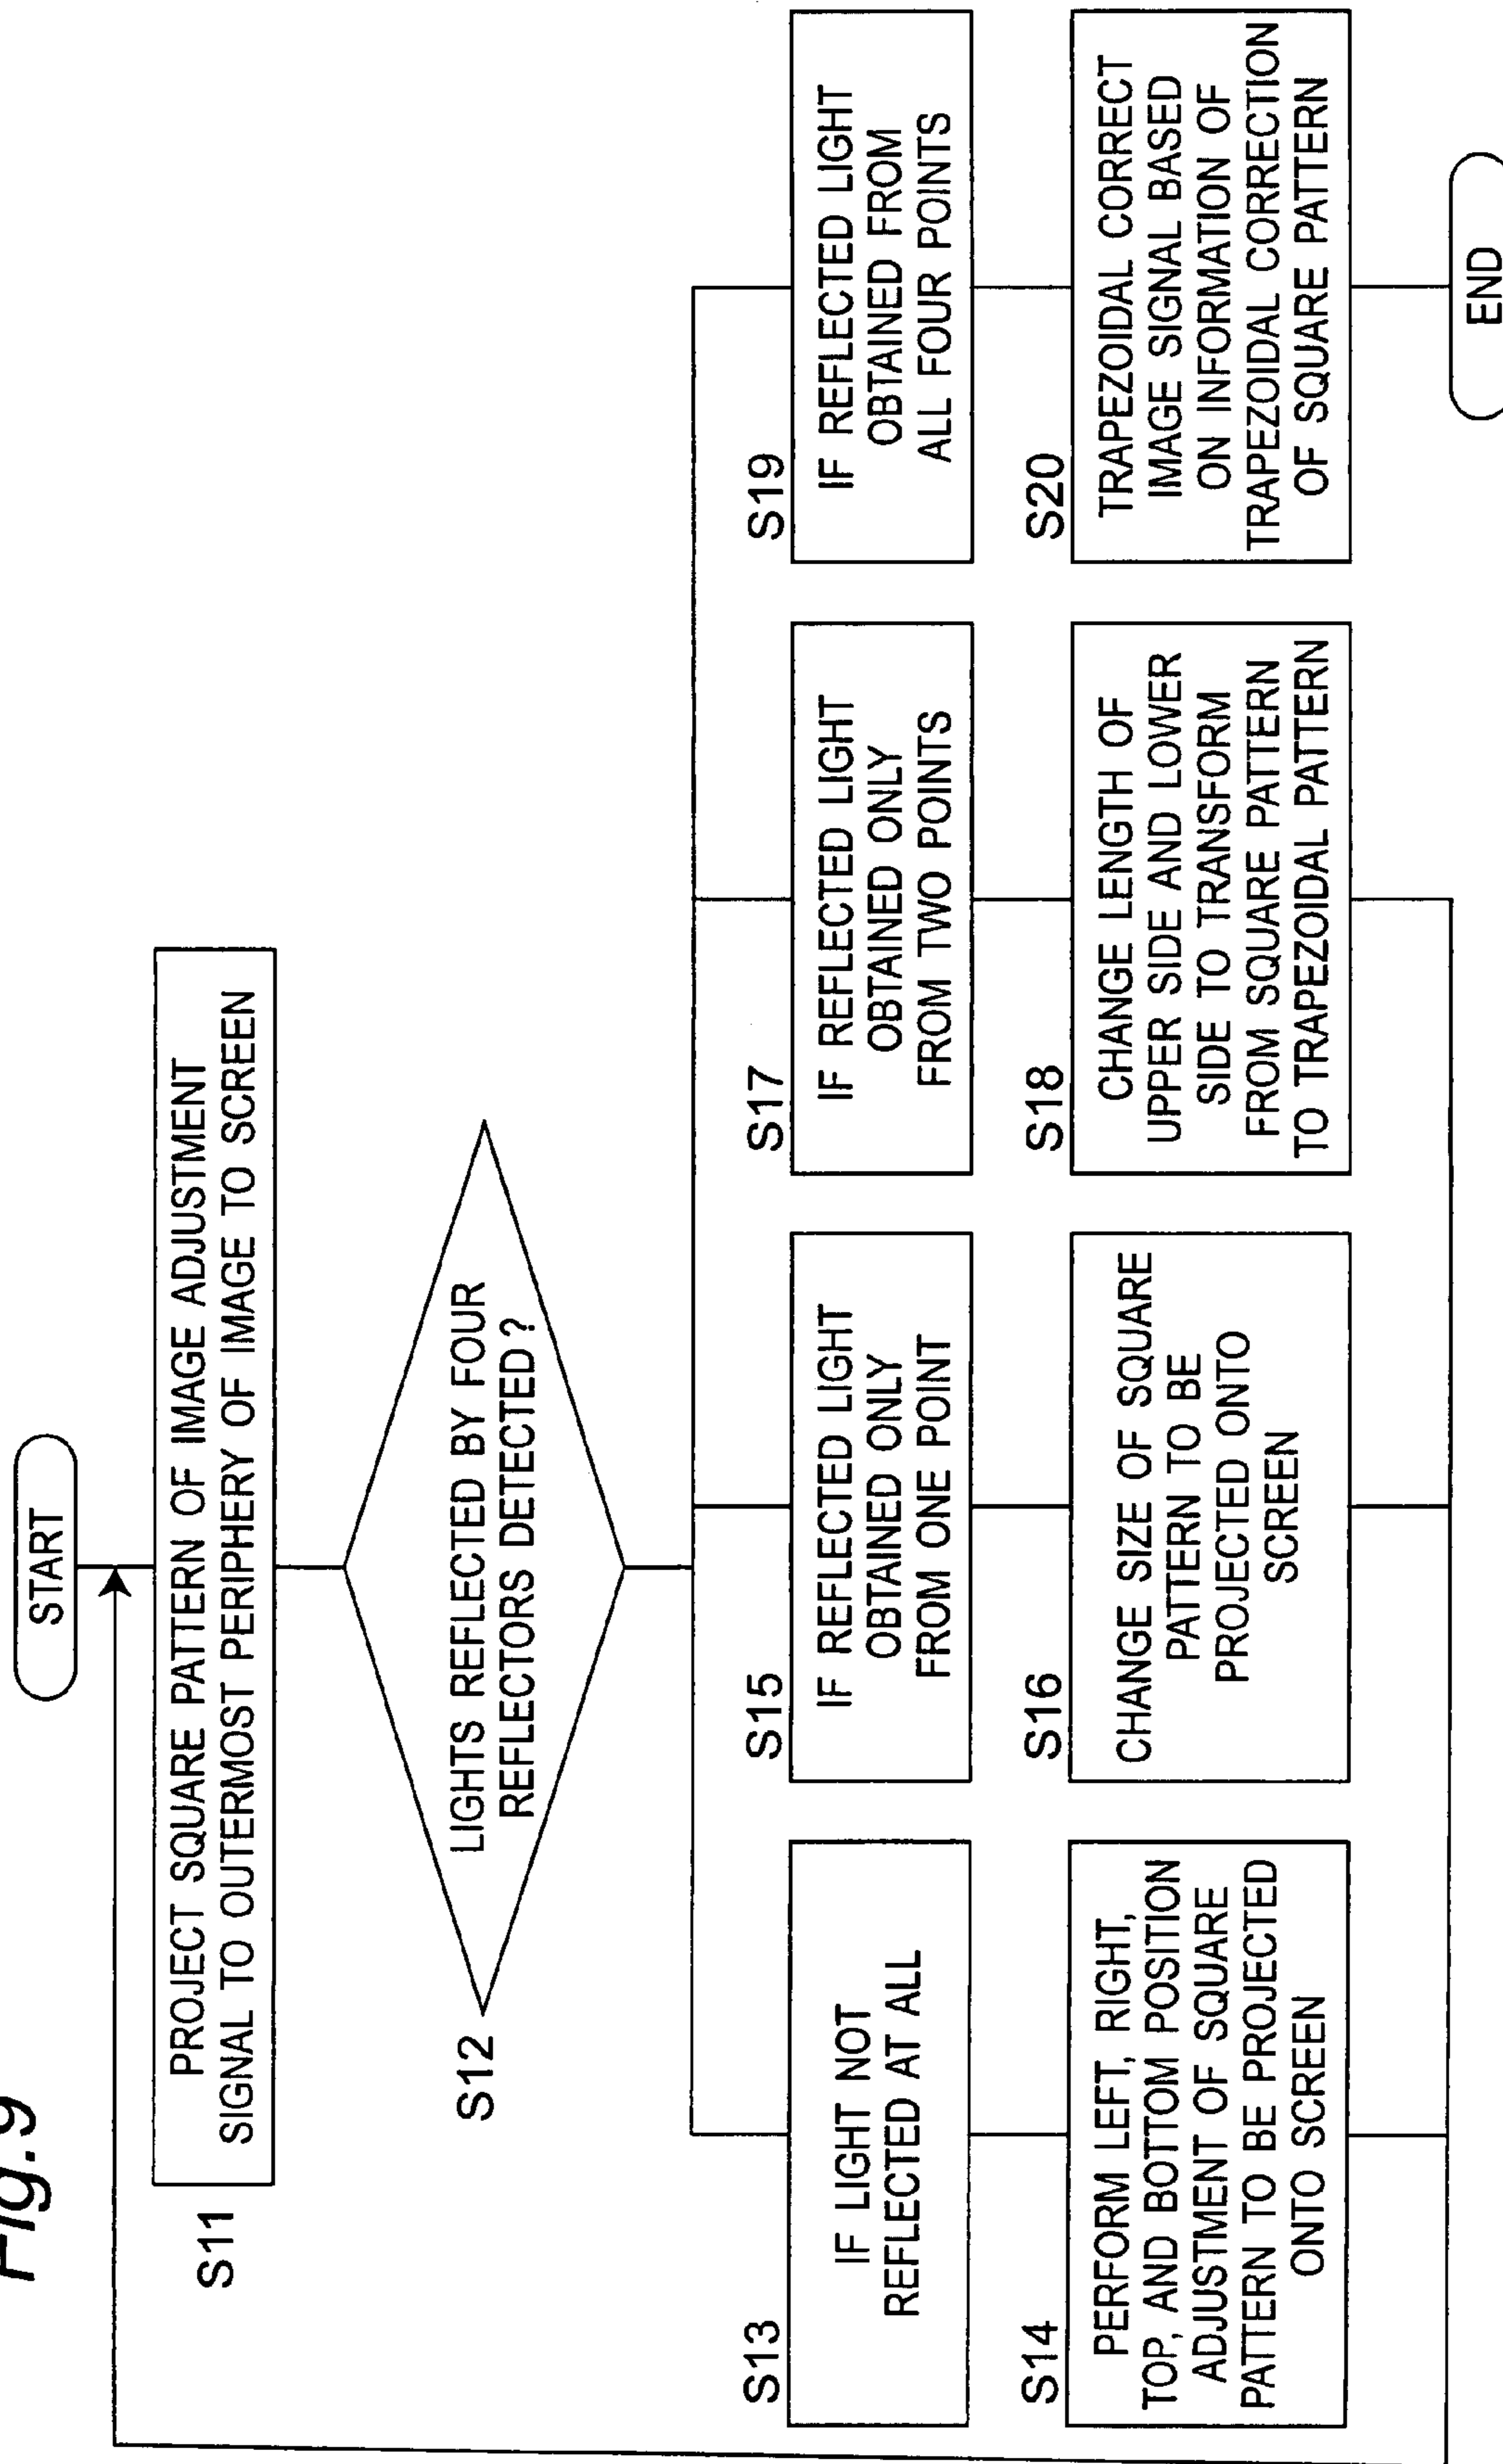 Fig.9
START
S11
PROJECT SQUARE PATTERN OF IMAGE ADJUSTMENT
SIGNAL TO OUTERMOST PERIPHERY OF IMAGE TO SCREEN
S12
LIGHTS REFLECTED BY FOUR
REFLECTORS DETECTED ?
S13
IF LIGHT NOT
REFLECTED AT ALL
S14
PERFORM LEFT, RIGHT,
TOP, AND BOTTOM POSITION
ADJUSTMENT OF SQUARE
PATTERN TO BE PROJECTED
ONTO SCREEN
S15
IF REFLECTED LIGHT
OBTAINED ONLY
FROM ONE POINT
S16
CHANGE SIZE OF SQUARE
PATTERN TO BE
PROJECTED ONTO
SCREEN
S17
IF REFLECTED LIGHT
OBTAINED ONLY
FROM TWO POINTS
S18
CHANGE LENGTH OF
UPPER SIDE AND LOWER
SIDE TO TRANSFORM
FROM SQUARE PATTERN
TO TRAPEZOIDAL PATTERN
S19
IF REFLECTED LIGHT
OBTAINED FROM
ALL FOUR POINTS
S20
TRAPEZOIDAL CORRECT
IMAGE SIGNAL BASED
ON INFORMATION OF
TRAPEZOIDAL CORRECTION
OF SQUARE PATTERN
END